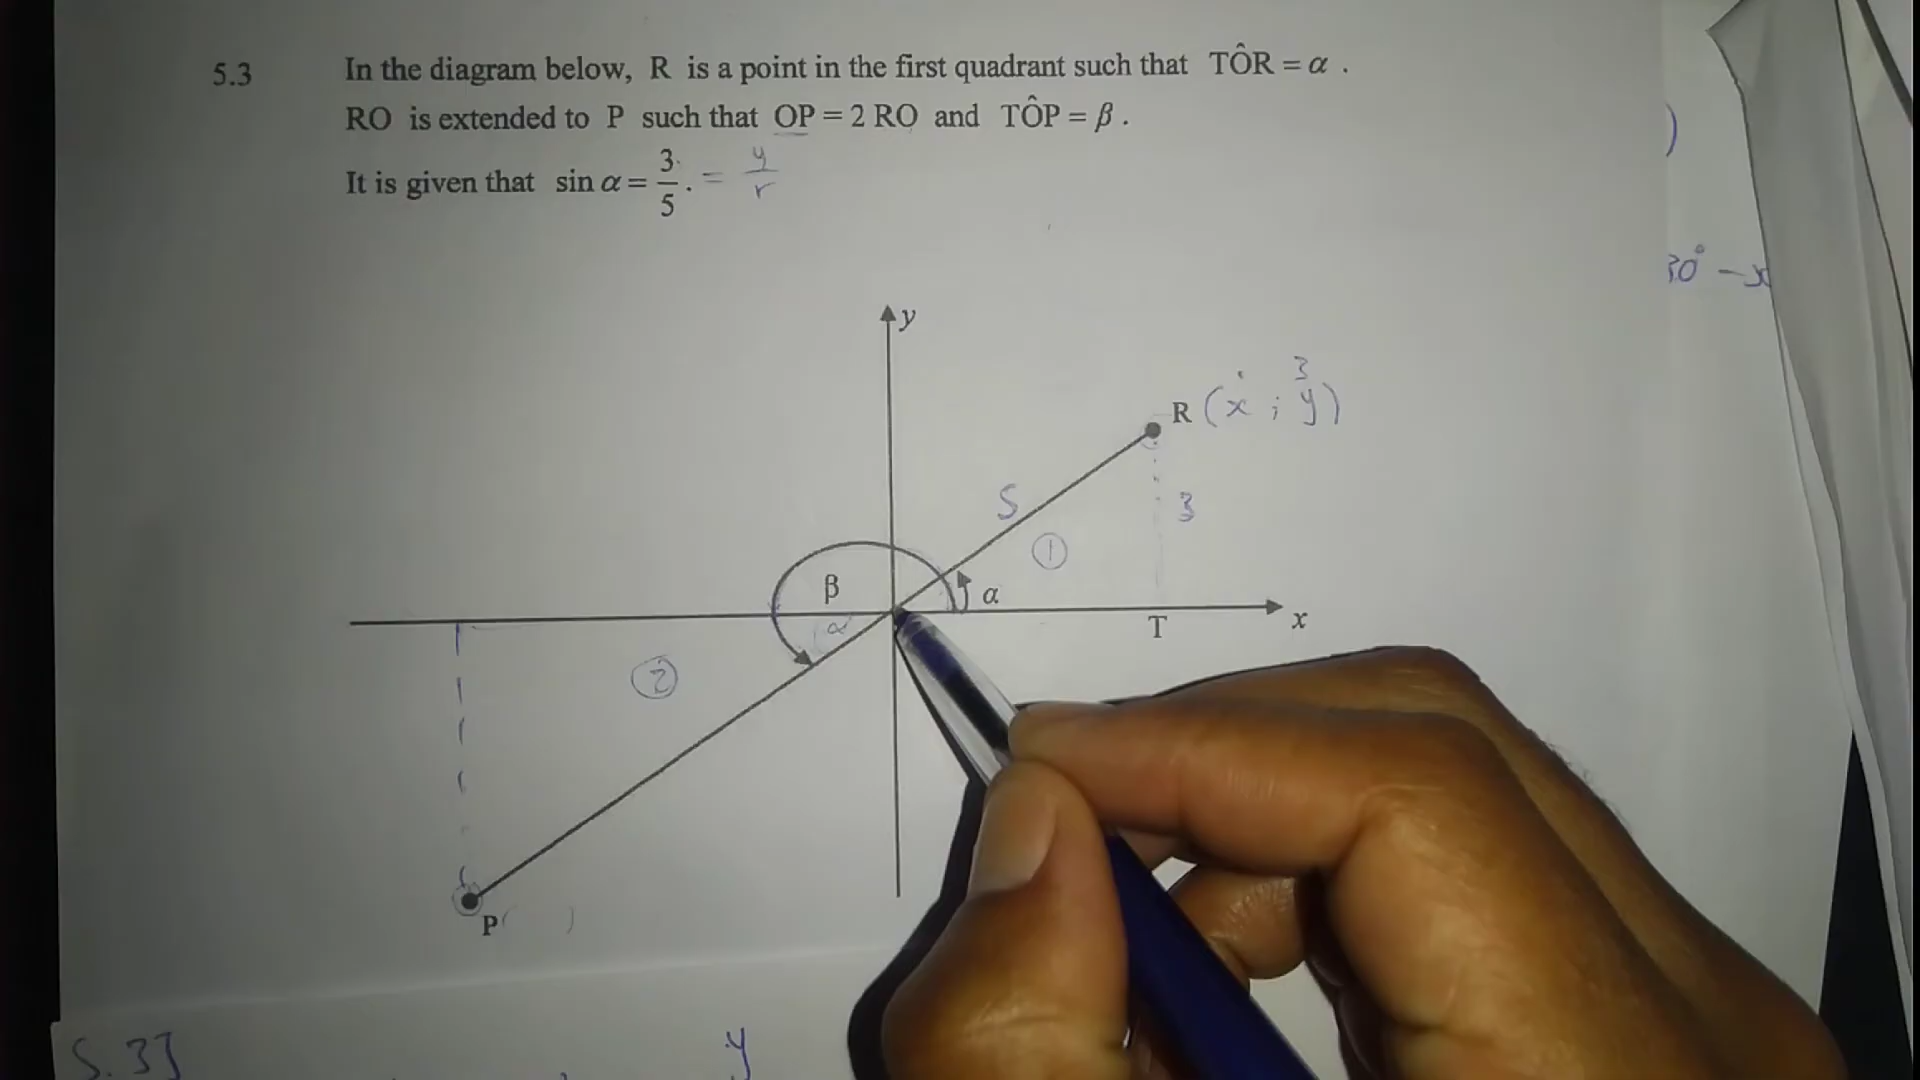 5.3 In the diagram below, R is a point in the first quadrant such that TÔR = α .
RO is extended to P such that OP = 2 RO and TÔP = β .
It is given that sin α = 3/5 . = y/r
)
30° - x
y
3
R (x ; y)
5
3
1
β
α
α
T
x
2
P ( )
5.3]
y